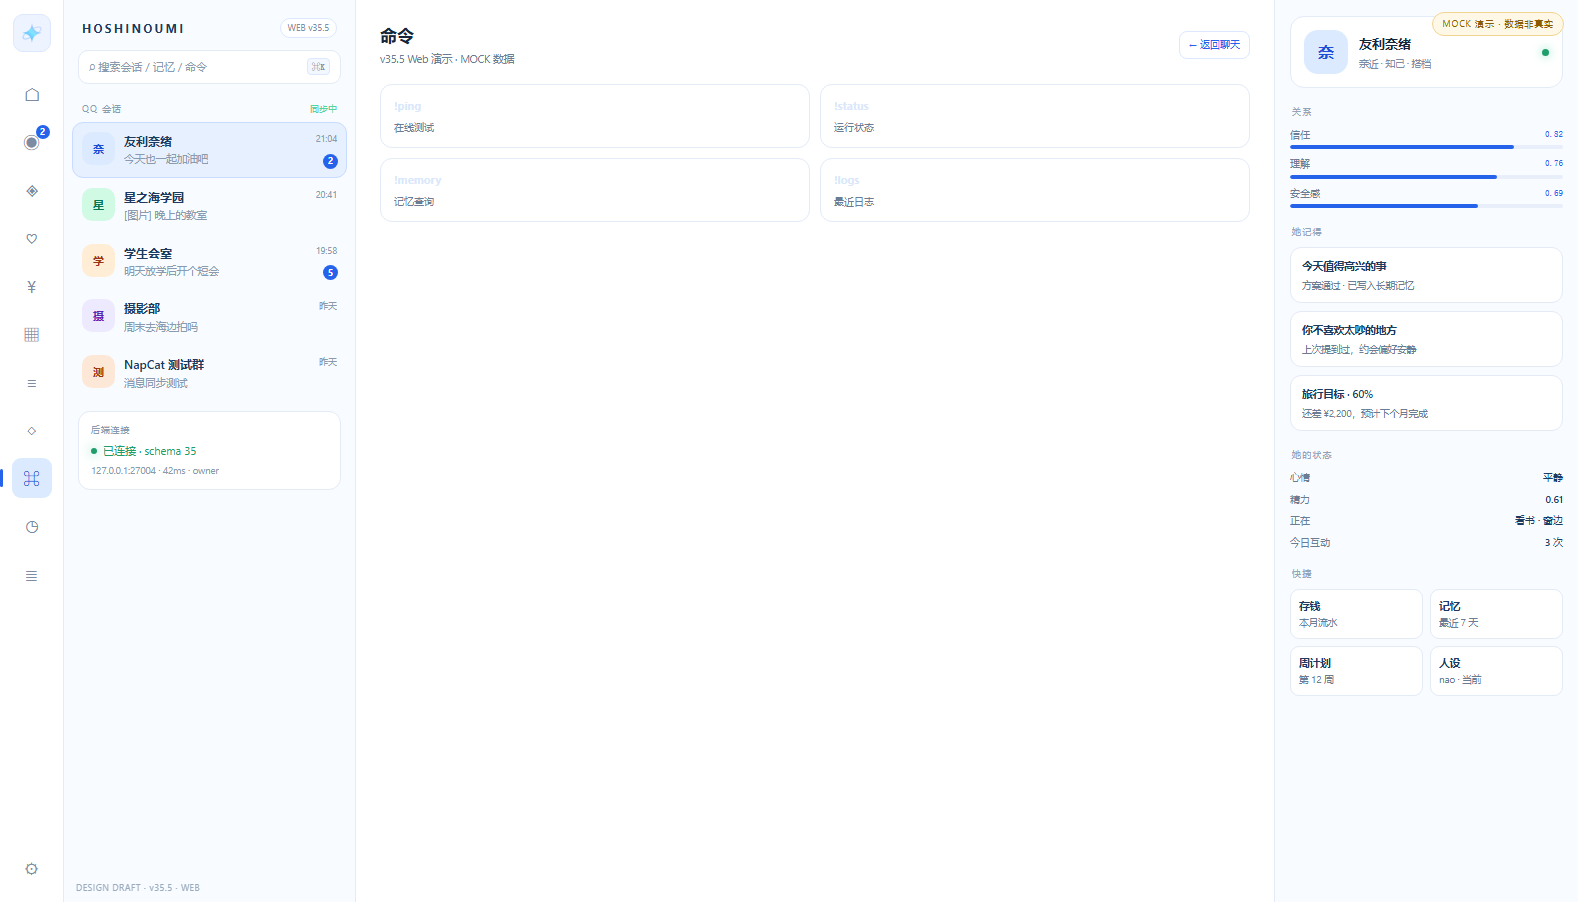 HOSHINOUMI
WEB v35.5
⌕ 搜索会话 / 记忆 / 命令
⌘K
QQ 会话
同步中
奈
友利奈绪
21:04
今天也一起加油吧
2
星
星之海学园
20:41
[图片] 晚上的教室
学
学生会室
19:58
明天放学后开个短会
5
摄
摄影部
昨天
周末去海边拍吗
测
NapCat 测试群
昨天
消息同步测试
后端连接
已连接 · schema 35
127.0.0.1:27004 · 42ms · owner
DESIGN DRAFT · v35.5 · WEB
2
¥
命令
v35.5 Web 演示 · MOCK 数据
← 返回聊天
!ping
在线测试
!status
运行状态
!memory
记忆查询
!logs
最近日志
MOCK 演示 · 数据非真实
奈
友利奈绪
亲近 · 知己 · 搭档
关系
信任
0.82
理解
0.76
安全感
0.69
她记得
今天值得高兴的事
方案通过 · 已写入长期记忆
你不喜欢太吵的地方
上次提到过，约会偏好安静
旅行目标 · 60%
还差 ¥2,200，预计下个月完成
她的状态
心情
平静
精力
0.61
正在
看书 · 窗边
今日互动
3 次
快捷
存钱
本月流水
记忆
最近 7 天
周计划
第 12 周
人设
nao · 当前